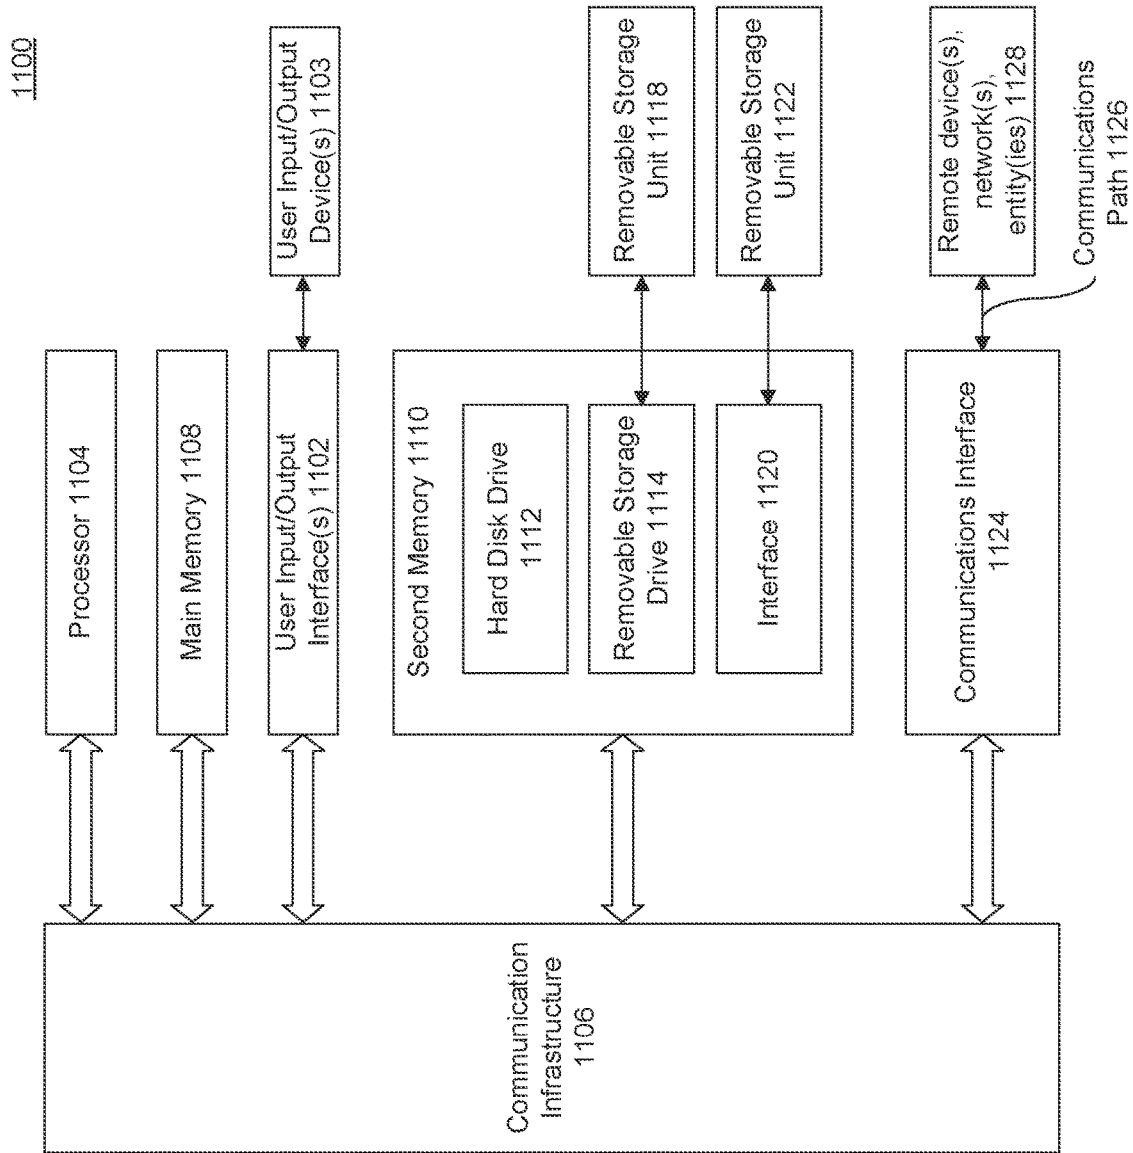 1100
Processor 1104
Main Memory 1108
User Input/Output
Interface(s) 1102
User Input/Output
Device(s) 1103
Communication
Infrastructure
1106
Second Memory 1110
Hard Disk Drive
1112
Removable Storage
Drive 1114
Removable Storage
Unit 1118
Interface 1120
Removable Storage
Unit 1122
Communications Interface
1124
Remote device(s),
network(s),
entity(ies) 1128
Communications
Path 1126